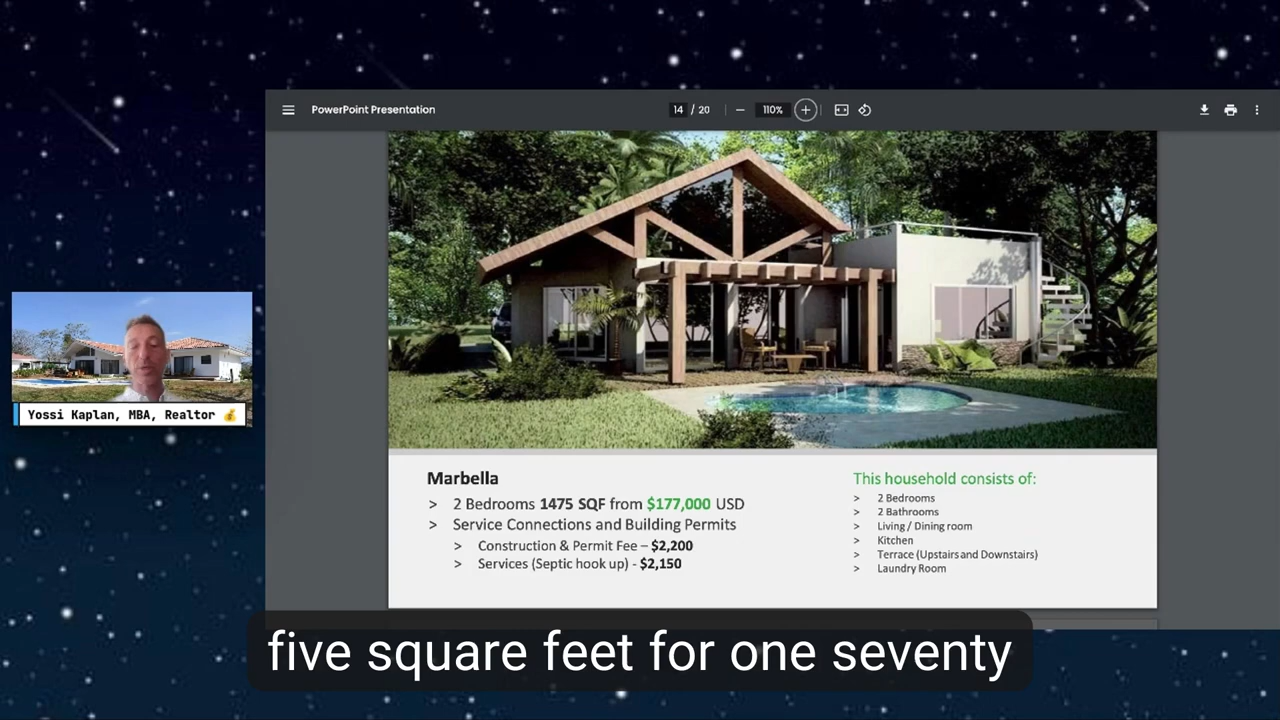 PowerPoint Presentation
14 / 20
110%
Yossi Kaplan, MBA, Realtor 💰
Marbella
> 2 Bedrooms 1475 SQF from $177,000 USD
> Service Connections and Building Permits
> Construction & Permit Fee – $2,200
> Services (Septic hook up) - $2,150
This household consists of:
> 2 Bedrooms
> 2 Bathrooms
> Living / Dining room
> Kitchen
> Terrace (Upstairs and Downstairs)
> Laundry Room
five square feet for one seventy